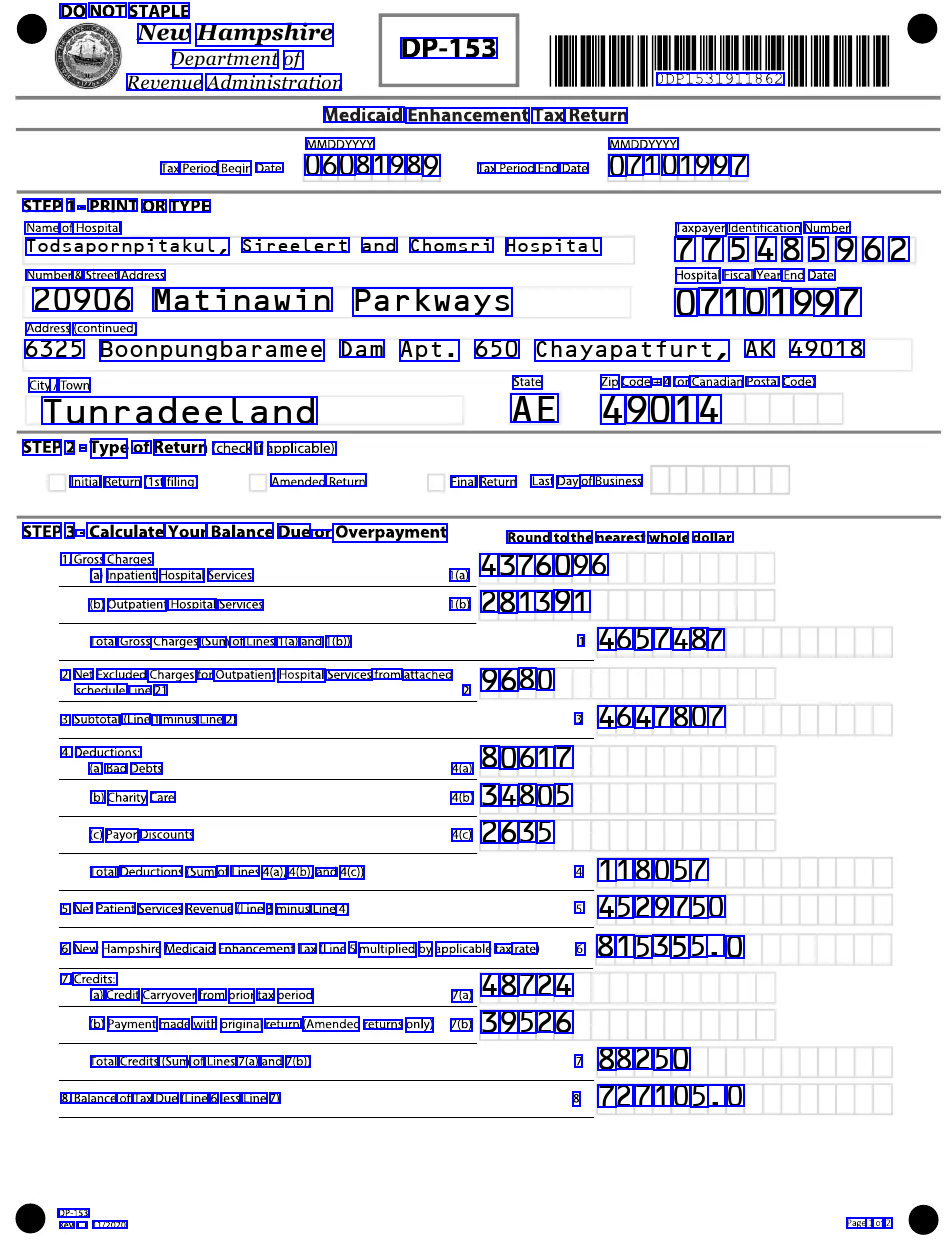 DO NOT STAPLE
New Hampshire
Department of
Revenue Administration
DP-153
0DP1531911862
Medicaid Enhancement Tax Return
MMDDYYYY MMDDYYYY
Tax Period Begin Date 06081989 Tax Period End Date 07101997
STEP 1 - PRINT OR TYPE
Name of Hospital Taxpayer Identification Number
Todsapornpitakul, Sireelert and Chomsri Hospital 775485962
Number & Street Address Hospital Fiscal Year End Date
20906 Matinawin Parkways 07101997
Address (continued)
6325 Boonpungbaramee Dam Apt. 650 Chayapatfurt, AK 49018
City / Town State Zip Code + 4 (or Canadian Postal Code)
Tunradeeland AE 49014
STEP 2 - Type of Return (check if applicable)
Initial Return (1st filing Amended Return Final Return Last Day of Business
STEP 3 - Calculate Your Balance Due or Overpayment Round to the nearest whole dollar
1 Gross Charges
a) Inpatient Hospital Services 1(a) 4376096
(b) Outpatient Hospital Services 1(b) 281391
Total Gross Charges (Sum of Lines 1(a) and 1(b)) 1 4657487
2 Net Excluded Charges for Outpatient Hospital Services from attached
schedule Line 21 2 9680
3 Subtotal (Line 1 minus Line 2) 3 4647807
4 Deductions:
(a) Bad Debts 4(a) 80617
b) Charity Care 4(b) 34805
(c) Payor Discounts 4(c) 2635
Total Deductions (Sum of Lines 4(a), 4(b), and 4(c)) 4 118057
5 Net Patient Services Revenue (Line 3 minus Line 4) 5 4529750
6 New Hampshire Medicaid Enhancement Tax (Line 5 multiplied by applicable tax rate) 6 815355.0
7 Credits:
a) Credit Carryover from prior tax period 7(a) 48724
(b) Payment made with original return (Amended returns only) 7(b) 39526
Total Credits (Sum of Lines 7(a) and 7(b)) 7 88250
8 Balance of Tax Due (Line 6 less Line 7) 8 727105.0
DP-153
Page 1 of 2